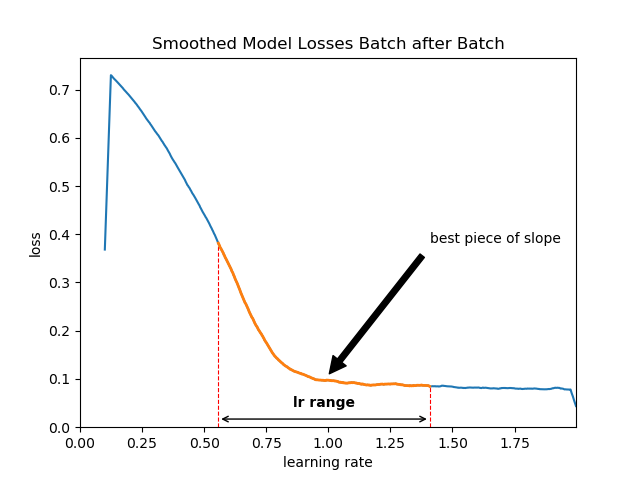 Smoothed Model Losses Batch after Batch
0.7
0.6
0.5
0.4
0.3
0.2
0.1
0.0
loss
best piece of slope
lr range
0.00 0.25 0.50 0.75 1.00 1.25 1.50 1.75
learning rate